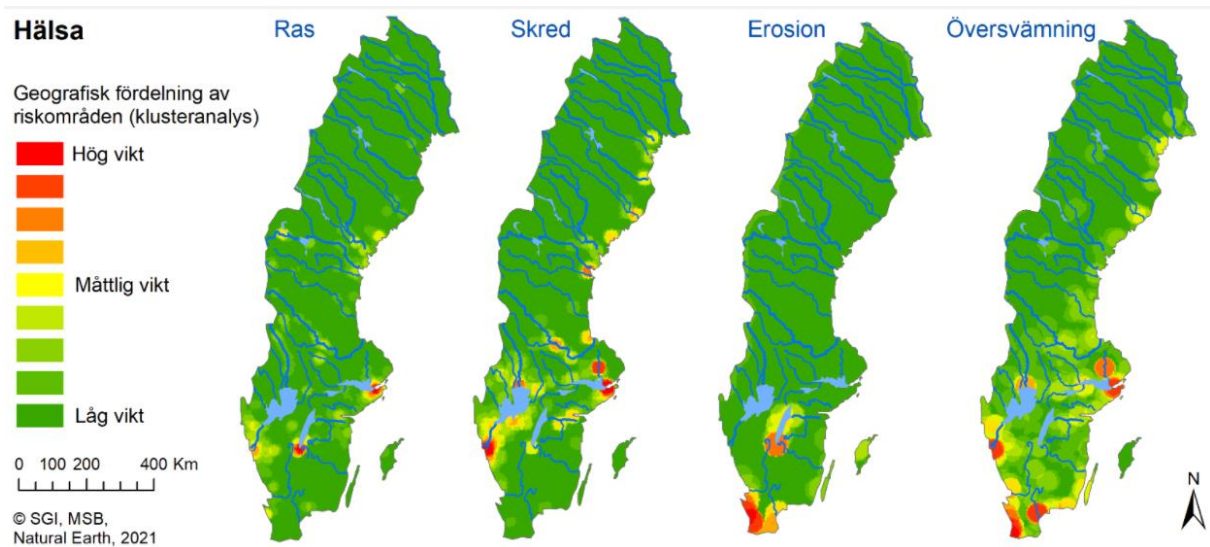 Hälsa
Ras
Skred
Erosion
Översvämning
Geografisk fördelning av
riskområden (klusteranalys)
Hög vikt
Måttlig vikt
Låg vikt
0 100 200 400 Km
© SGI, MSB,
Natural Earth, 2021
N